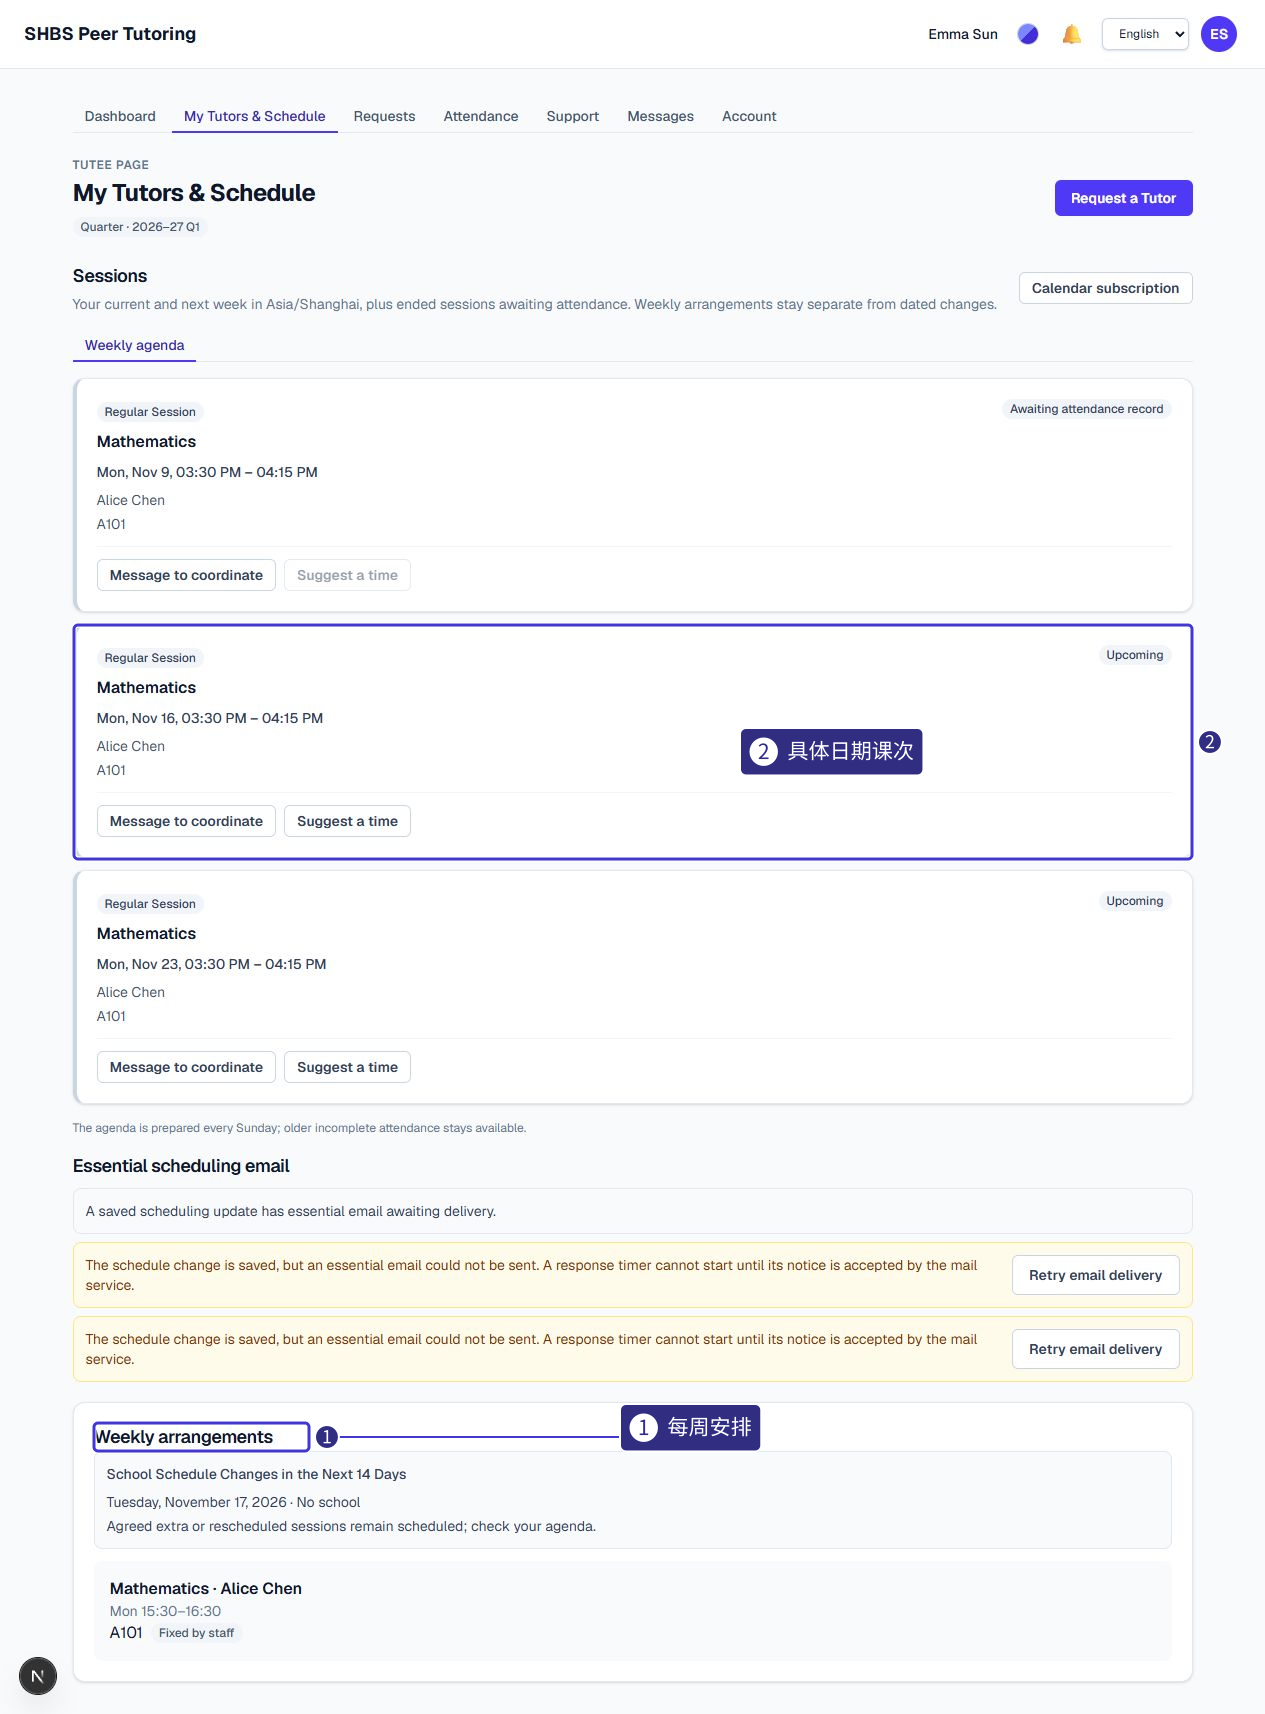 SHBS Peer Tutoring
Emma Sun
English
ES
Dashboard
My Tutors & Schedule
Requests
Attendance
Support
Messages
Account
TUTEE PAGE
My Tutors & Schedule
Request a Tutor
Quarter · 2026–27 Q1
Sessions
Your current and next week in Asia/Shanghai, plus ended sessions awaiting attendance. Weekly arrangements stay separate from dated changes.
Calendar subscription
Weekly agenda
Regular Session
Awaiting attendance record
Mathematics
Mon, Nov 9, 03:30 PM – 04:15 PM
Alice Chen
A101
Message to coordinate
Suggest a time
Regular Session
Upcoming
Mathematics
Mon, Nov 16, 03:30 PM – 04:15 PM
Alice Chen
A101
2 具体日期课次
2
Message to coordinate
Suggest a time
Regular Session
Upcoming
Mathematics
Mon, Nov 23, 03:30 PM – 04:15 PM
Alice Chen
A101
Message to coordinate
Suggest a time
The agenda is prepared every Sunday; older incomplete attendance stays available.
Essential scheduling email
A saved scheduling update has essential email awaiting delivery.
The schedule change is saved, but an essential email could not be sent. A response timer cannot start until its notice is accepted by the mail
service.
Retry email delivery
The schedule change is saved, but an essential email could not be sent. A response timer cannot start until its notice is accepted by the mail
service.
Retry email delivery
Weekly arrangements
1
1 每周安排
School Schedule Changes in the Next 14 Days
Tuesday, November 17, 2026 · No school
Agreed extra or rescheduled sessions remain scheduled; check your agenda.
Mathematics · Alice Chen
Mon 15:30–16:30
A101
Fixed by staff
N